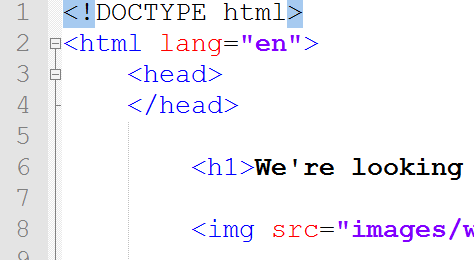 1 <!DOCTYPE html>
2 <html lang="en">
3 <head>
4 </head>
5
6 <h1>We're looking
7
8 <img src="images/w